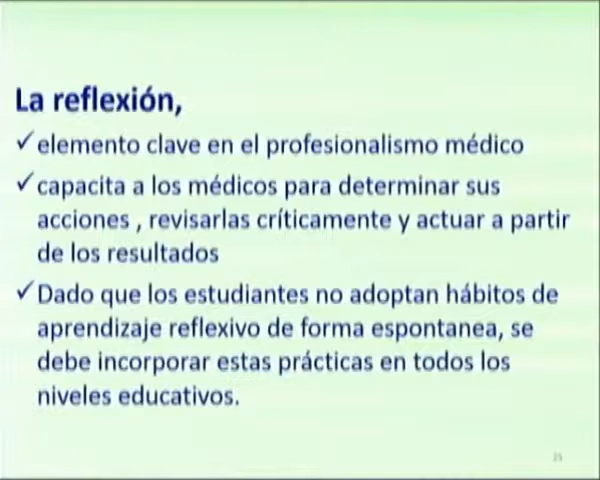 La reflexión,
✓ elemento clave en el profesionalismo médico
✓ capacita a los médicos para determinar sus
acciones , revisarlas críticamente y actuar a partir
de los resultados
✓ Dado que los estudiantes no adoptan hábitos de
aprendizaje reflexivo de forma espontanea, se
debe incorporar estas prácticas en todos los
niveles educativos.